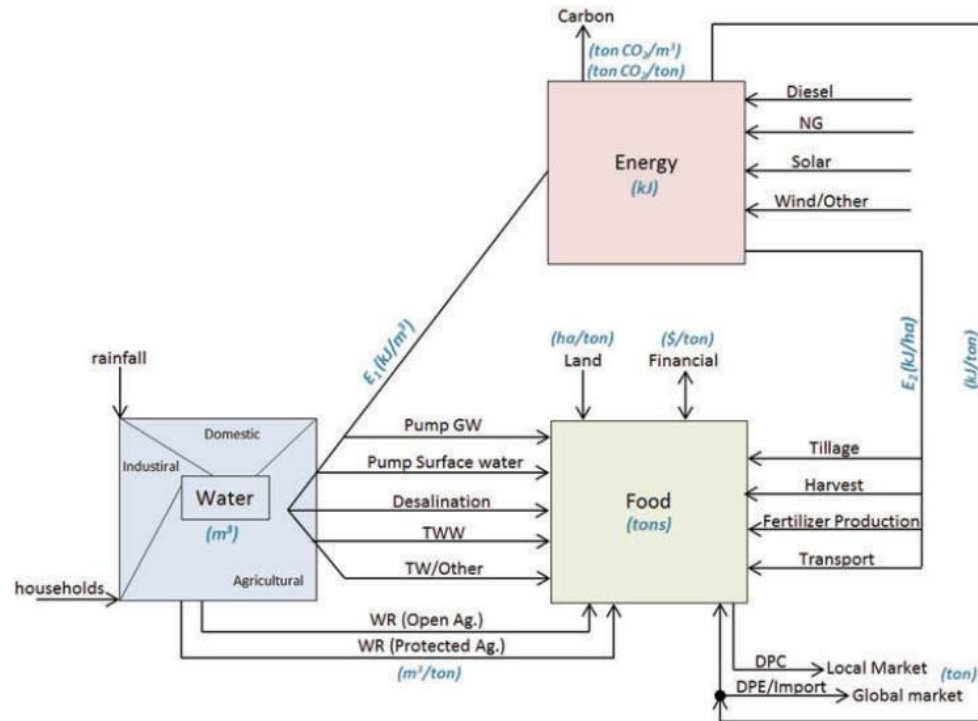 Carbon
(ton CO₂/m³)
(ton CO₂/ton)
Diesel
NG
Solar
Wind/Other
Energy
(kJ)
E₁ (kJ/m³)
E₂ (kJ/ha)
(kJ/ton)
rainfall
(ha/ton)
Land
($/ton)
Financial
Domestic
Industiral
Water
(m³)
Agricultural
households
Pump GW
Pump Surface water
Desalination
TWW
TW/Other
Food
(tons)
Tillage
Harvest
Fertilizer Production
Transport
WR (Open Ag.)
WR (Protected Ag.)
(m³/ton)
DPC
Local Market
(ton)
DPE/Import
Global market